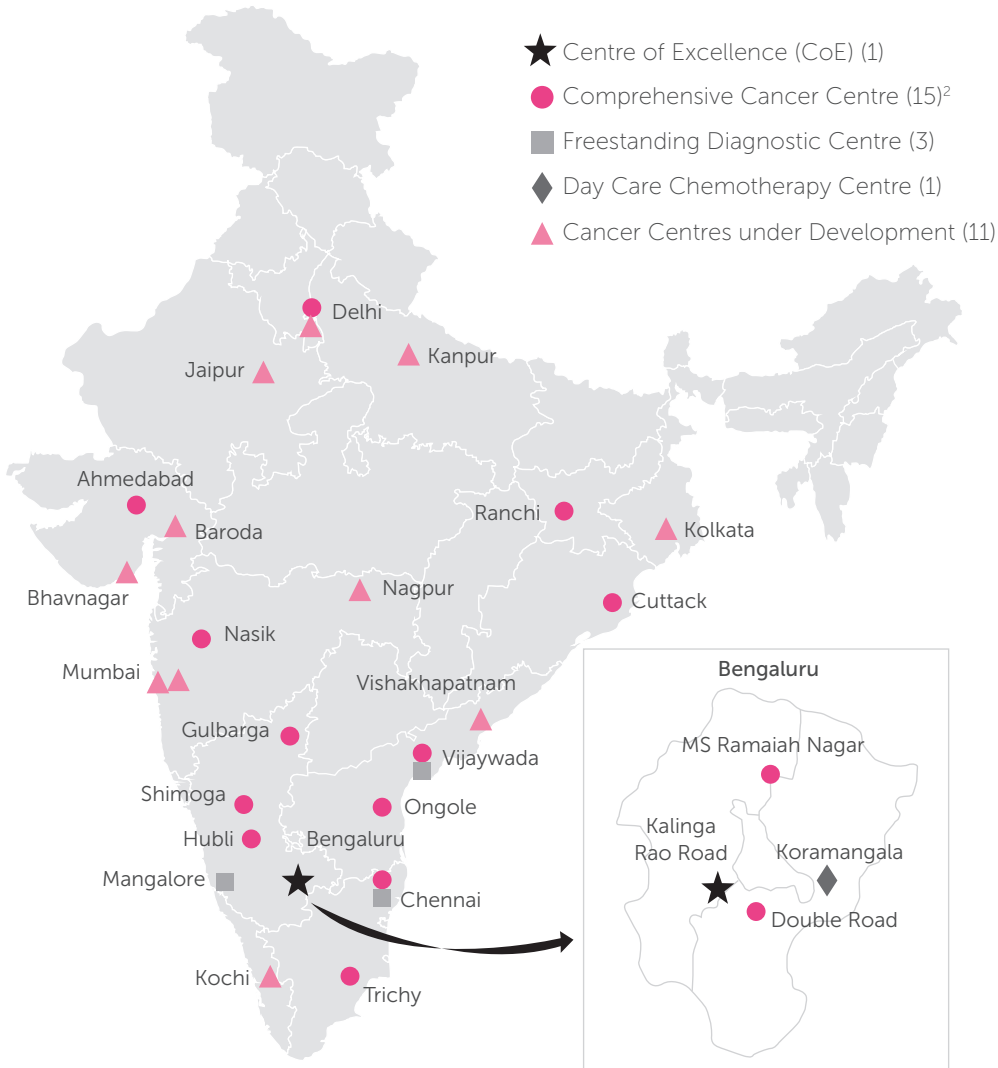 Centre of Excellence (CoE) (1)
Comprehensive Cancer Centre (15)²
Freestanding Diagnostic Centre (3)
Day Care Chemotherapy Centre (1)
Cancer Centres under Development (11)
Delhi
Kanpur
Jaipur
Ahmedabad
Baroda
Ranchi
Kolkata
Bhavnagar
Nagpur
Cuttack
Nasik
Mumbai
Vishakhapatnam
Gulbarga
Vijaywada
Shimoga
Ongole
Hubli
Bengaluru
Mangalore
Chennai
Kochi
Trichy
Bengaluru
MS Ramaiah Nagar
Kalinga
Rao Road
Koramangala
Double Road